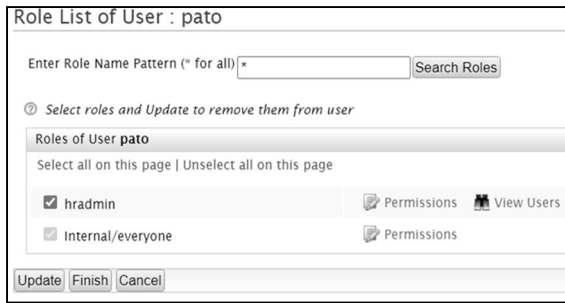 Role List of User : pato
Enter Role Name Pattern (* for all) * Search Roles
Select roles and Update to remove them from user
Roles of User pato
Select all on this page | Unselect all on this page
hradmin Permissions View Users
Internal/everyone Permissions
Update Finish Cancel